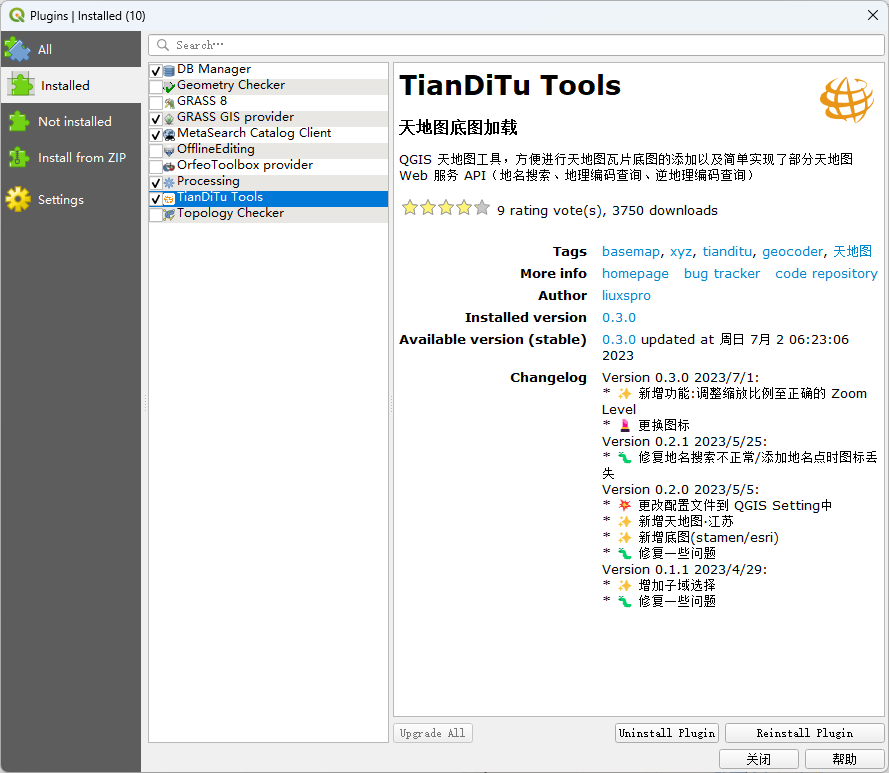 Plugins | Installed (10)
All
Installed
Not installed
Install from ZIP
Settings
Search…
DB Manager
Geometry Checker
GRASS 8
GRASS GIS provider
MetaSearch Catalog Client
OfflineEditing
OrfeoToolbox provider
Processing
TianDiTu Tools
Topology Checker
TianDiTu Tools
天地图底图加载
QGIS 天地图工具，方便进行天地图瓦片底图的添加以及简单实现了部分天地图
Web 服务 API（地名搜索、地理编码查询、逆地理编码查询）
9 rating vote(s), 3750 downloads
Tags basemap, xyz, tianditu, geocoder, 天地图
More info homepage bug tracker code repository
Author liuxspro
Installed version 0.3.0
Available version (stable) 0.3.0 updated at 周日 7月 2 06:23:06
2023
Changelog Version 0.3.0 2023/7/1:
* ✨ 新增功能:调整缩放比例至正确的 Zoom
Level
* 💄 更换图标
Version 0.2.1 2023/5/25:
* 🐛 修复地名搜索不正常/添加地名点时图标丢
失
Version 0.2.0 2023/5/5:
* 💥 更改配置文件到 QGIS Setting中
* ✨ 新增天地图·江苏
* ✨ 新增底图(stamen/esri)
* 🐛 修复一些问题
Version 0.1.1 2023/4/29:
* ✨ 增加子域选择
* 🐛 修复一些问题
Upgrade All
Uninstall Plugin
Reinstall Plugin
关闭
帮助